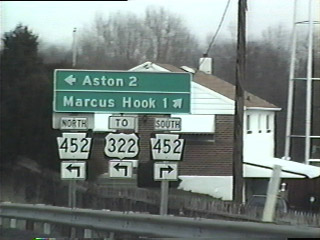 Aston 2
Marcus Hook 1
NORTH TO SOUTH
452 322 452